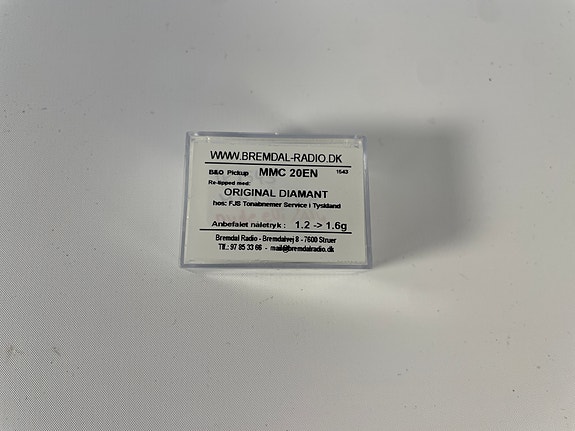 WWW.BREMDAL-RADIO.DK
B&O Pickup MMC 20EN 1543
Re-tipped med:
ORIGINAL DIAMANT
hos: FJS Tonabnemer Service i Tyskland
Anbefalet naletryk : 1.2 -> 1.6g
Bremdal Radio - Bremdalvej 8 - 7600 Struer
Tlf.: 97 85 33 66 - mail@bremdalradio.dk